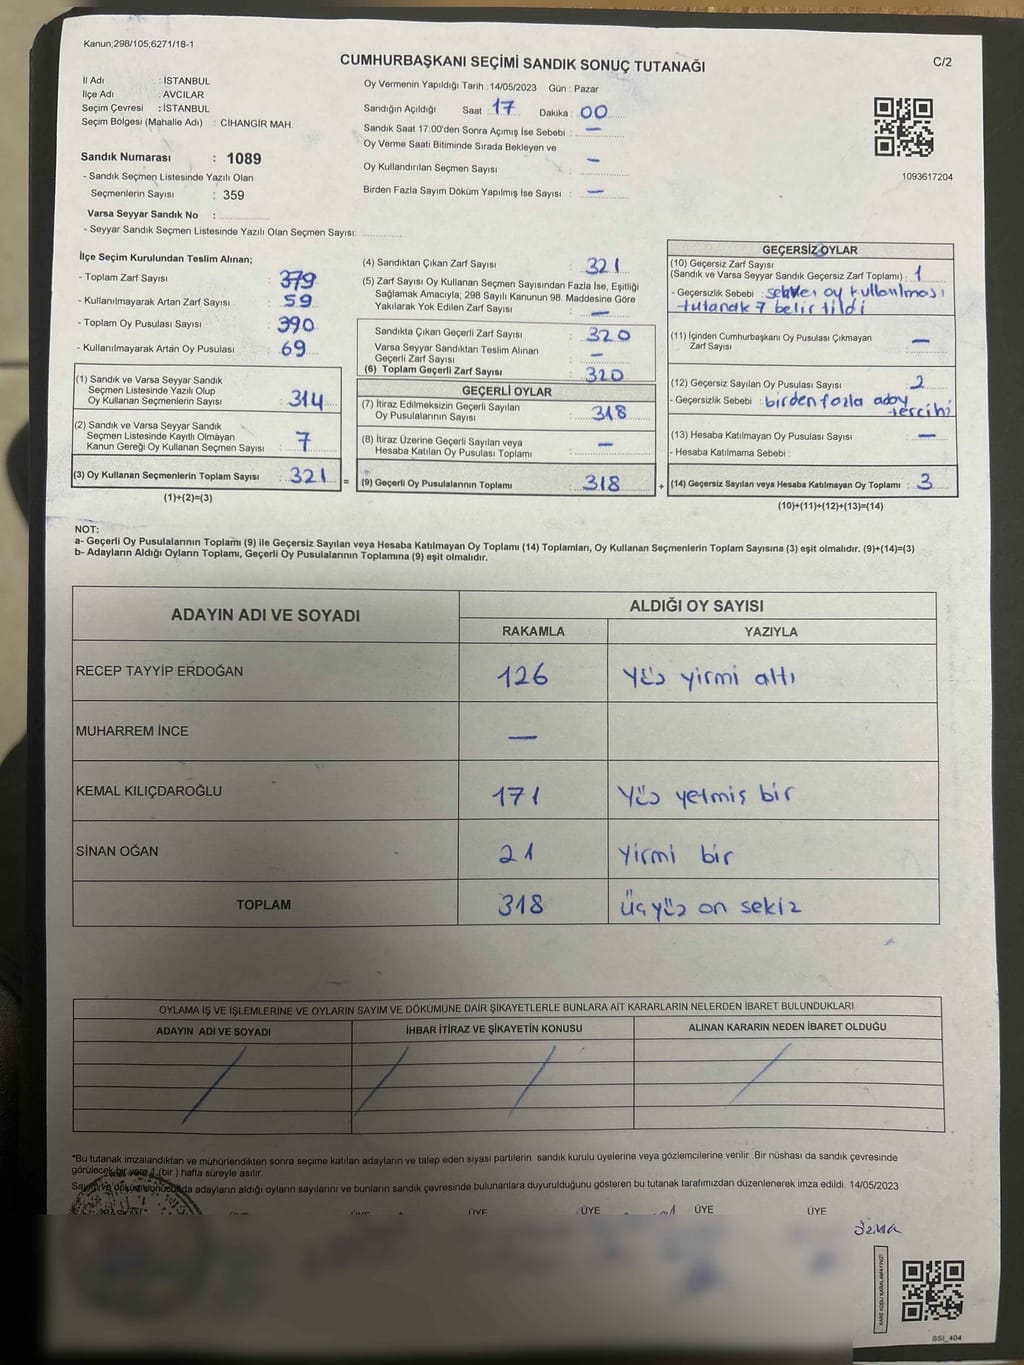 Kanun;298/105,6271/18-1
CUMHURBAŞKANI SEÇİMİ SANDIK SONUÇ TUTANAĞI
C/2
İl Adı : İSTANBUL
İlçe Adı : AVCILAR
Seçim Çevresi : İSTANBUL
Seçim Bölgesi (Mahalle Adı) : CİHANGİR MAH.
Sandık Numarası : 1089
- Sandık Seçmen Listesinde Yazılı Olan
Seçmenlerin Sayısı : 359
Varsa Seyyar Sandık No :
- Seyyar Sandık Seçmen Listesinde Yazılı Olan Seçmen Sayısı:
Oy Vermenin Yapıldığı Tarih : 14/05/2023 Gün : Pazar
Sandığın Açıldığı Saat : 17 Dakika : 00
Sandık Saat 17:00'den Sonra Açımış İse Sebebi : —
Oy Verme Saati Bitiminde Sırada Bekleyen ve
Oy Kullandırılan Seçmen Sayısı : —
Birden Fazla Sayım Döküm Yapılmış İse Sayısı : —
1093617204
İlçe Seçim Kurulundan Teslim Alınan;
- Toplam Zarf Sayısı : 379
- Kullanılmayarak Artan Zarf Sayısı : 59
- Toplam Oy Pusulası Sayısı : 390
- Kullanılmayarak Artan Oy Pusulası : 69
(1) Sandık ve Varsa Seyyar Sandık
Seçmen Listesinde Yazılı Olup
Oy Kullanan Seçmenlerin Sayısı : 314
(2) Sandık ve Varsa Seyyar Sandık
Seçmen Listesinde Kayıtlı Olmayan
Kanun Gereği Oy Kullanan Seçmen Sayısı : 7
(3) Oy Kullanan Seçmenlerin Toplam Sayısı : 321 =
(1)+(2)=(3)
(4) Sandıktan Çıkan Zarf Sayısı : 321
(5) Zarf Sayısı Oy Kullanan Seçmen Sayısından Fazla İse, Eşitliği
Sağlamak Amacıyla; 298 Sayılı Kanunun 98. Maddesine Göre
Yakılarak Yok Edilen Zarf Sayısı : —
Sandıkta Çıkan Geçerli Zarf Sayısı : 320
Varsa Seyyar Sandıktan Teslim Alınan
Geçerli Zarf Sayısı : —
(6) Toplam Geçerli Zarf Sayısı : 320
GEÇERLİ OYLAR
(7) İtiraz Edilmeksizin Geçerli Sayılan
Oy Pusulalarının Sayısı : 318
(8) İtiraz Üzerine Geçerli Sayılan veya
Hesaba Katılan Oy Pusulası Toplamı : —
(9) Geçerli Oy Pusulalarının Toplamı : 318 +
GEÇERSİZ OYLAR
(10) Geçersiz Zarf Sayısı
(Sandık ve Varsa Seyyar Sandık Geçersiz Zarf Toplamı) : 1
- Geçersizlik Sebebi : oy kullanılması
tutanak 7 belirtildi
(11) İçinden Cumhurbaşkanı Oy Pusulası Çıkmayan
Zarf Sayısı : —
(12) Geçersiz Sayılan Oy Pusulası Sayısı : 2
- Geçersizlik Sebebi : birden fazla aday
tercihi
(13) Hesaba Katılmayan Oy Pusulası Sayısı : —
- Hesaba Katılmama Sebebi :
(14) Geçersiz Sayılan veya Hesaba Katılmayan Oy Toplamı : 3
(10)+(11)+(12)+(13)=(14)
NOT:
a- Geçerli Oy Pusulalarının Toplamı (9) ile Geçersiz Sayılan veya Hesaba Katılmayan Oy Toplamı (14) Toplamları, Oy Kullanan Seçmenlerin Toplam Sayısına (3) eşit olmalıdır. (9)+(14)=(3)
b- Adayların Aldığı Oyların Toplamı, Geçerli Oy Pusulalarının Toplamına (9) eşit olmalıdır.
ADAYIN ADI VE SOYADI
ALDIĞI OY SAYISI
RAKAMLA YAZIYLA
RECEP TAYYİP ERDOĞAN 126 Yüz yirmi altı
MUHARREM İNCE —
KEMAL KILIÇDAROĞLU 171 Yüz yetmiş bir
SİNAN OĞAN 21 Yirmi bir
TOPLAM 318 Üçyüz on sekiz
OYLAMA İŞ VE İŞLEMLERİNE VE OYLARIN SAYIM VE DÖKÜMÜNE DAİR ŞİKAYETLERLE BUNLARA AİT KARARLARIN NELERDEN İBARET BULUNDUKLARI
ADAYIN ADI VE SOYADI İHBAR İTİRAZ VE ŞİKAYETİN KONUSU ALINAN KARARIN NEDEN İBARET OLDUĞU
*Bu tutanak imzalandıktan ve mühürlendikten sonra seçime katılan adayların ve talep eden siyasi partilerin sandık kurulu üyelerine veya gözlemcilerine verilir. Bir nüshası da sandık çevresinde
görülecek bir yere 1 (bir) hafta süreyle asılır.
Sayım ve döküm sonucunda adayların aldığı oyların sayılarını ve bunların sandık çevresinde bulunanlara duyurulduğunu gösteren bu tutanak tarafımızdan düzenlenerek imza edildi. 14/05/2023
BAŞKAN ÜYE ÜYE ÜYE ÜYE ÜYE ÜYE
SSI_404